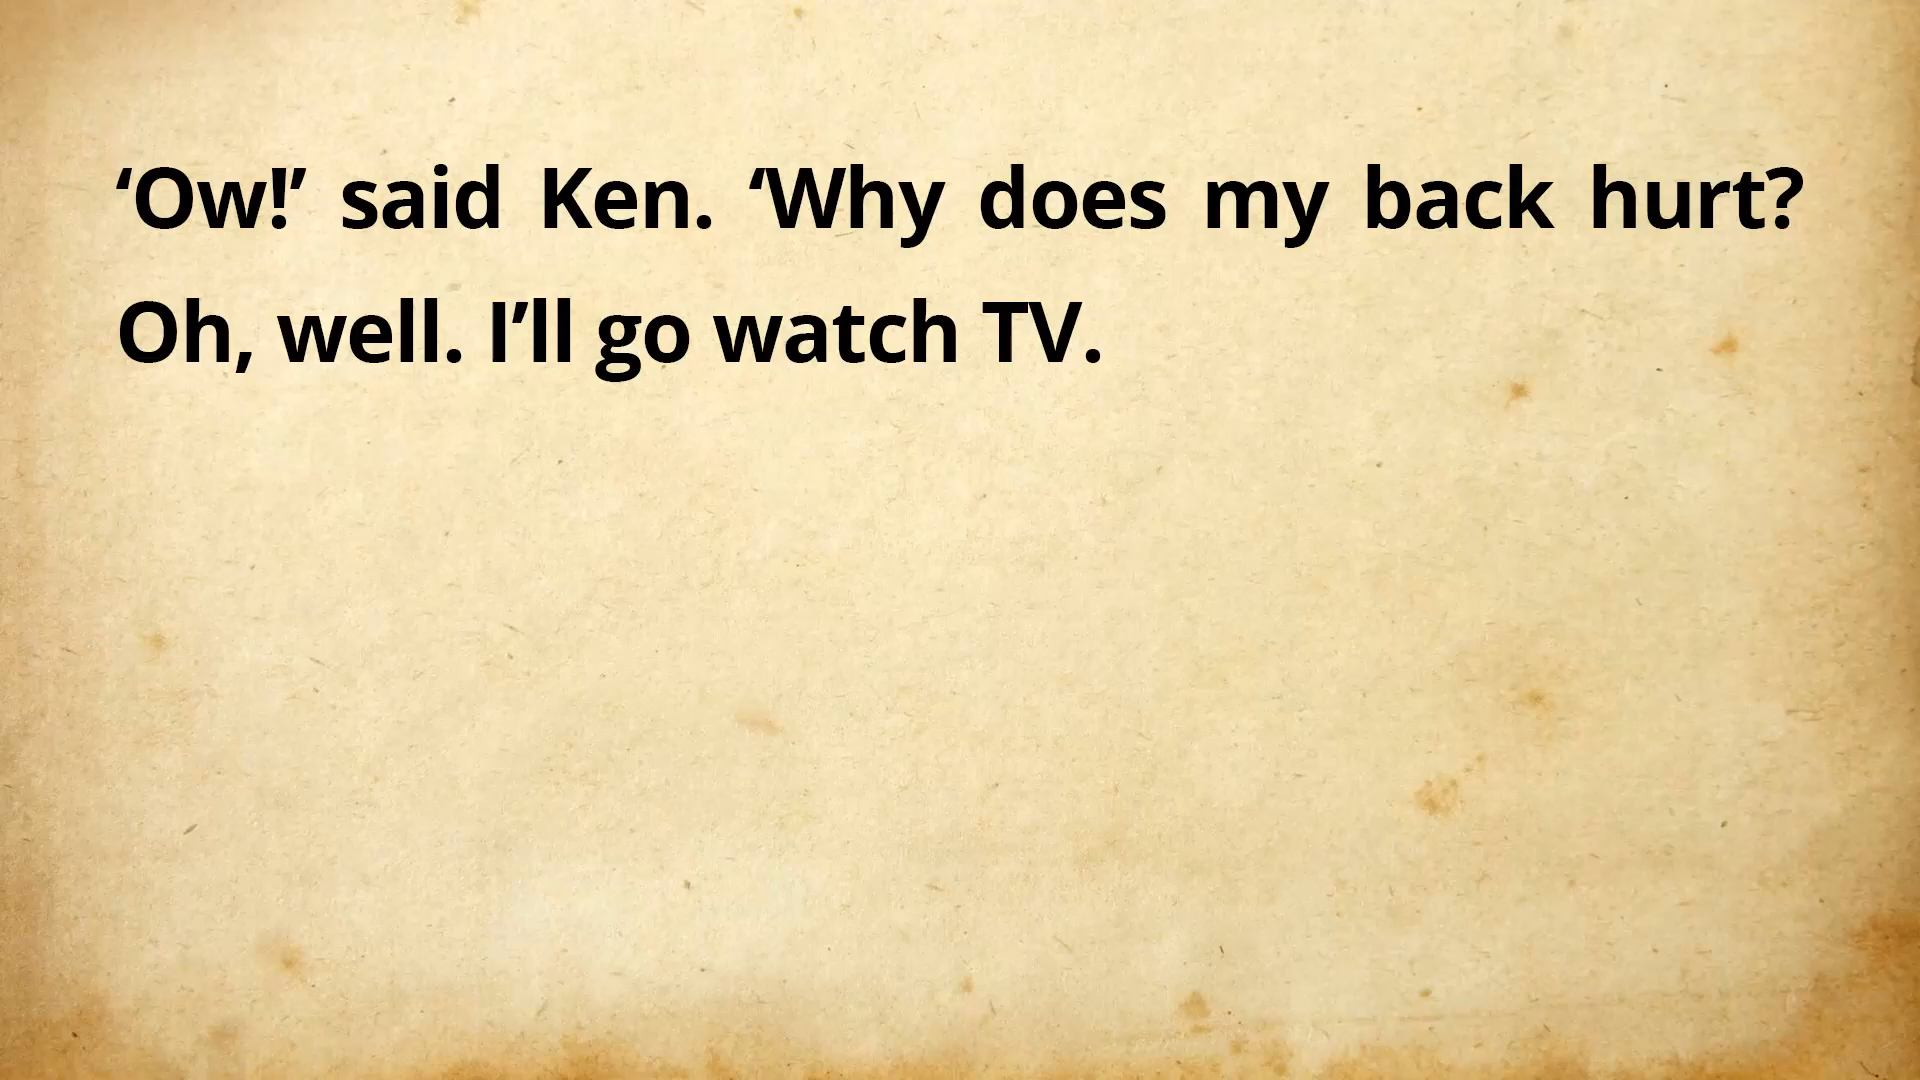 ‘Ow!’ said Ken. ‘Why does my back hurt?
Oh, well. I’ll go watch TV.